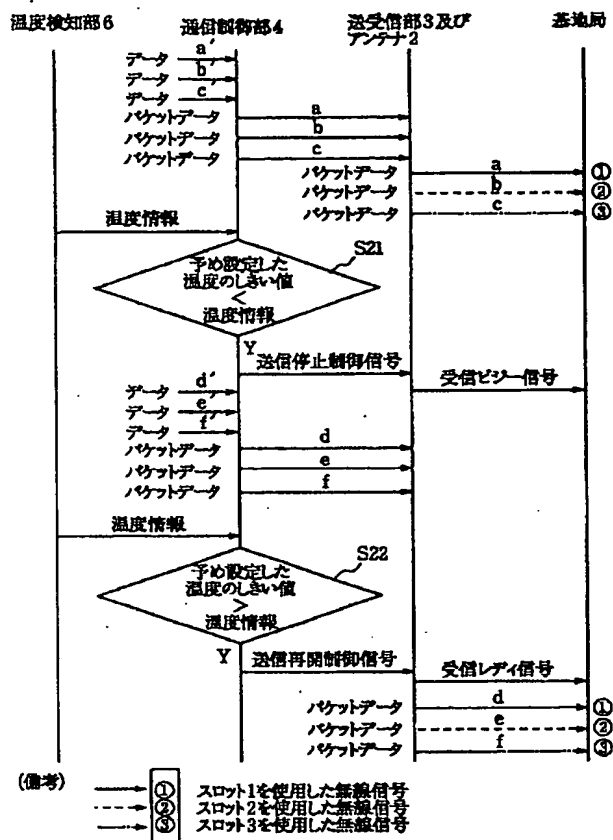 温度検知部6 送信制御部4 送受信部3及び 基地局
アンテナ2
データ a′
データ b′
データ c′
パケットデータ a
パケットデータ b
パケットデータ c
パケットデータ a ①
パケットデータ b ②
パケットデータ c ③
温度情報
S21
予め設定した
温度のしきい値
<
温度情報
Y
送信停止制御信号
受信ビジー信号
データ d′
データ e′
データ f′
パケットデータ d
パケットデータ e
パケットデータ f
温度情報
S22
予め設定した
温度のしきい値
>
温度情報
Y
送信再開制御信号
受信レディ信号
パケットデータ d ①
パケットデータ e ②
パケットデータ f ③
(備考)
① スロット1を使用した無線信号
② スロット2を使用した無線信号
③ スロット3を使用した無線信号